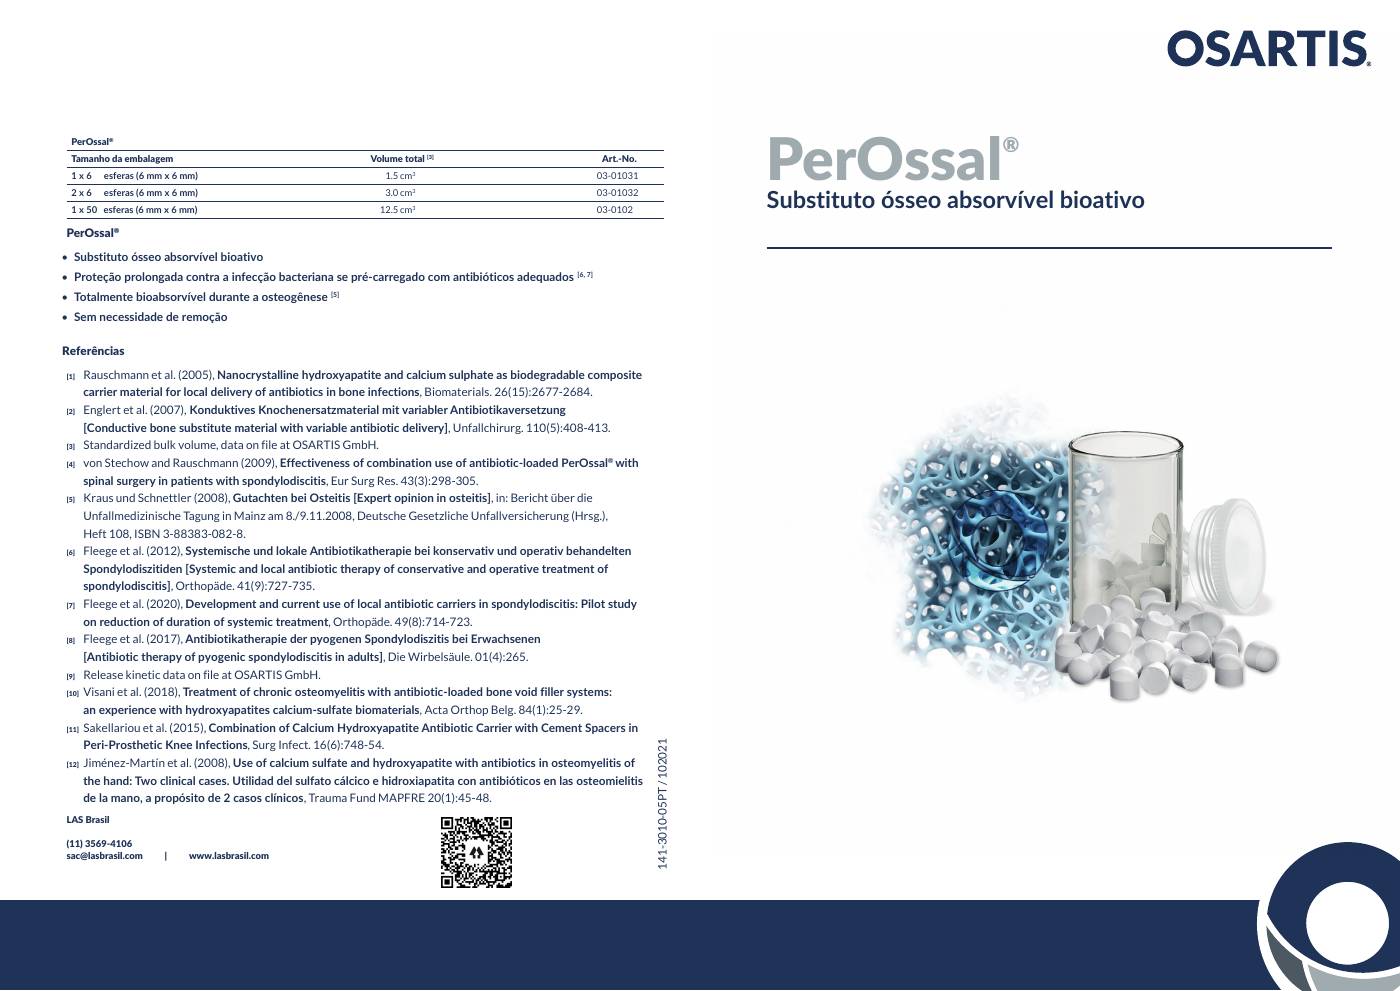 PerOssal®
Tamanho da embalagem Volume total [3] Art.-No.
1 x 6 esferas (6 mm x 6 mm) 1.5 cm³ 03-01031
2 x 6 esferas (6 mm x 6 mm) 3.0 cm³ 03-01032
1 x 50 esferas (6 mm x 6 mm) 12.5 cm³ 03-0102
PerOssal®
• Substituto ósseo absorvível bioativo
• Proteção prolongada contra a infecção bacteriana se pré-carregado com antibióticos adequados [6, 7]
• Totalmente bioabsorvível durante a osteogênese [5]
• Sem necessidade de remoção
Referências
[1] Rauschmann et al. (2005), Nanocrystalline hydroxyapatite and calcium sulphate as biodegradable composite
carrier material for local delivery of antibiotics in bone infections, Biomaterials. 26(15):2677-2684.
[2] Englert et al. (2007), Konduktives Knochenersatzmaterial mit variabler Antibiotikaversetzung
[Conductive bone substitute material with variable antibiotic delivery], Unfallchirurg. 110(5):408-413.
[3] Standardized bulk volume, data on file at OSARTIS GmbH.
[4] von Stechow and Rauschmann (2009), Effectiveness of combination use of antibiotic-loaded PerOssal® with
spinal surgery in patients with spondylodiscitis, Eur Surg Res. 43(3):298-305.
[5] Kraus und Schnettler (2008), Gutachten bei Osteitis [Expert opinion in osteitis], in: Bericht über die
Unfallmedizinische Tagung in Mainz am 8./9.11.2008, Deutsche Gesetzliche Unfallversicherung (Hrsg.),
Heft 108, ISBN 3-88383-082-8.
[6] Fleege et al. (2012), Systemische und lokale Antibiotikatherapie bei konservativ und operativ behandelten
Spondylodiszitiden [Systemic and local antibiotic therapy of conservative and operative treatment of
spondylodiscitis], Orthopäde. 41(9):727-735.
[7] Fleege et al. (2020), Development and current use of local antibiotic carriers in spondylodiscitis: Pilot study
on reduction of duration of systemic treatment, Orthopäde. 49(8):714-723.
[8] Fleege et al. (2017), Antibiotikatherapie der pyogenen Spondylodiszitis bei Erwachsenen
[Antibiotic therapy of pyogenic spondylodiscitis in adults], Die Wirbelsäule. 01(4):265.
[9] Release kinetic data on file at OSARTIS GmbH.
[10] Visani et al. (2018), Treatment of chronic osteomyelitis with antibiotic-loaded bone void filler systems:
an experience with hydroxyapatites calcium-sulfate biomaterials, Acta Orthop Belg. 84(1):25-29.
[11] Sakellariou et al. (2015), Combination of Calcium Hydroxyapatite Antibiotic Carrier with Cement Spacers in
Peri-Prosthetic Knee Infections, Surg Infect. 16(6):748-54.
[12] Jiménez-Martín et al. (2008), Use of calcium sulfate and hydroxyapatite with antibiotics in osteomyelitis of
the hand: Two clinical cases. Utilidad del sulfato cálcico e hidroxiapatita con antibióticos en las osteomielitis
de la mano, a propósito de 2 casos clínicos, Trauma Fund MAPFRE 20(1):45-48.
LAS Brasil
(11) 3569-4106
sac@lasbrasil.com | www.lasbrasil.com
141-3010-05PT / 102021
OSARTIS®
PerOssal®
Substituto ósseo absorvível bioativo